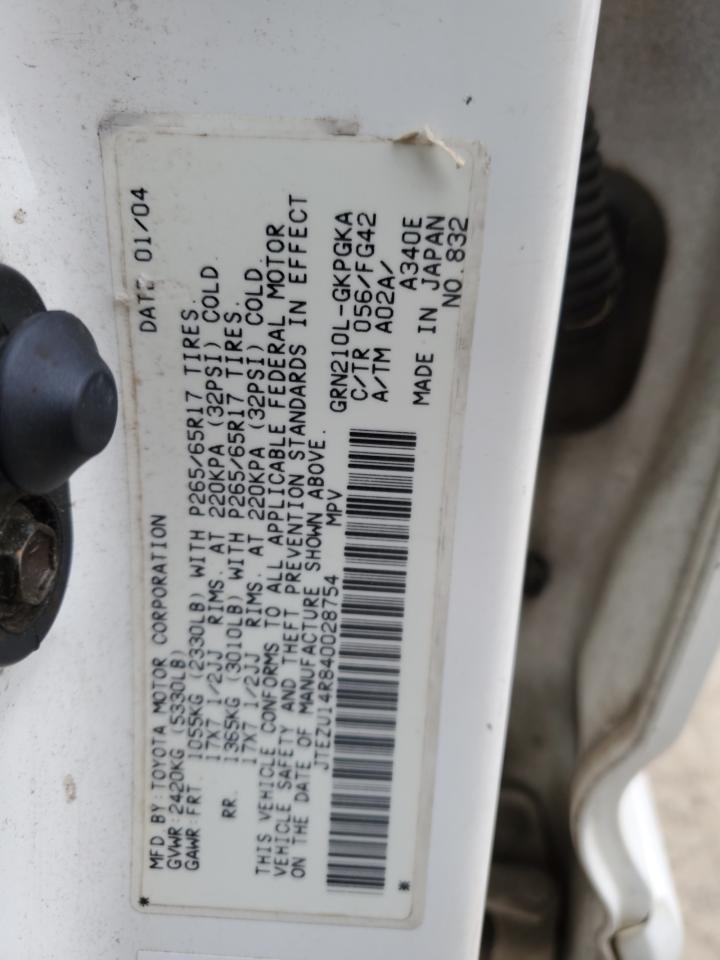 MFD. BY: TOYOTA MOTOR CORPORATION DATE 01/04
GVWR: 2420KG (5330LB)
GAWR: FRT. 1055KG (2330LB) WITH P265/65R17 TIRES.
17X7 1/2JJ RIMS. AT 220KPA (32PSI) COLD.
RR. 1365KG (3010LB) WITH P265/65R17 TIRES.
17X7 1/2JJ RIMS. AT 220KPA (32PSI) COLD.
THIS VEHICLE CONFORMS TO ALL APPLICABLE FEDERAL MOTOR
VEHICLE SAFETY AND THEFT PREVENTION STANDARDS IN EFFECT
ON THE DATE OF MANUFACTURE SHOWN ABOVE.
JTEZU14R840028754 MPV
GRN210L-GKPGKA
C/TR 056/FG42
A/TM A02A/
A340E
MADE IN JAPAN
NO.832